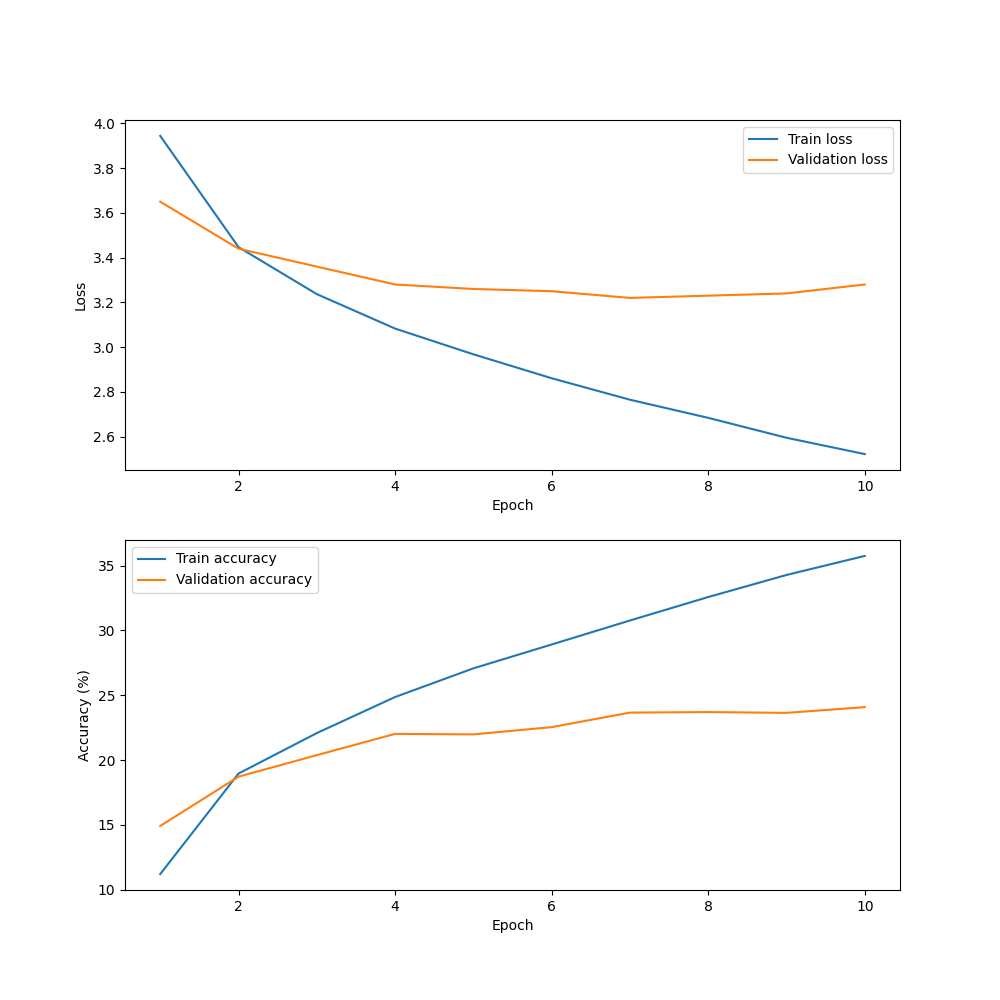 4.0
3.8
3.6
3.4
3.2
3.0
2.8
2.6
Loss
Train loss
Validation loss
2 4 6 8 10
Epoch
35
30
25
20
15
10
Accuracy (%)
Train accuracy
Validation accuracy
2 4 6 8 10
Epoch